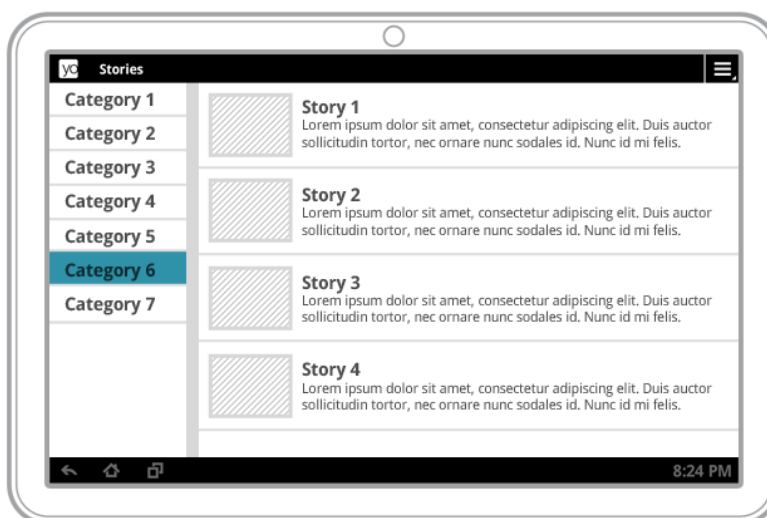 yo Stories
Category 1
Category 2
Category 3
Category 4
Category 5
Category 6
Category 7
Story 1
Lorem ipsum dolor sit amet, consectetur adipiscing elit. Duis auctor
sollicitudin tortor, nec ornare nunc sodales id. Nunc id mi felis.
Story 2
Lorem ipsum dolor sit amet, consectetur adipiscing elit. Duis auctor
sollicitudin tortor, nec ornare nunc sodales id. Nunc id mi felis.
Story 3
Lorem ipsum dolor sit amet, consectetur adipiscing elit. Duis auctor
sollicitudin tortor, nec ornare nunc sodales id. Nunc id mi felis.
Story 4
Lorem ipsum dolor sit amet, consectetur adipiscing elit. Duis auctor
sollicitudin tortor, nec ornare nunc sodales id. Nunc id mi felis.
8:24 PM